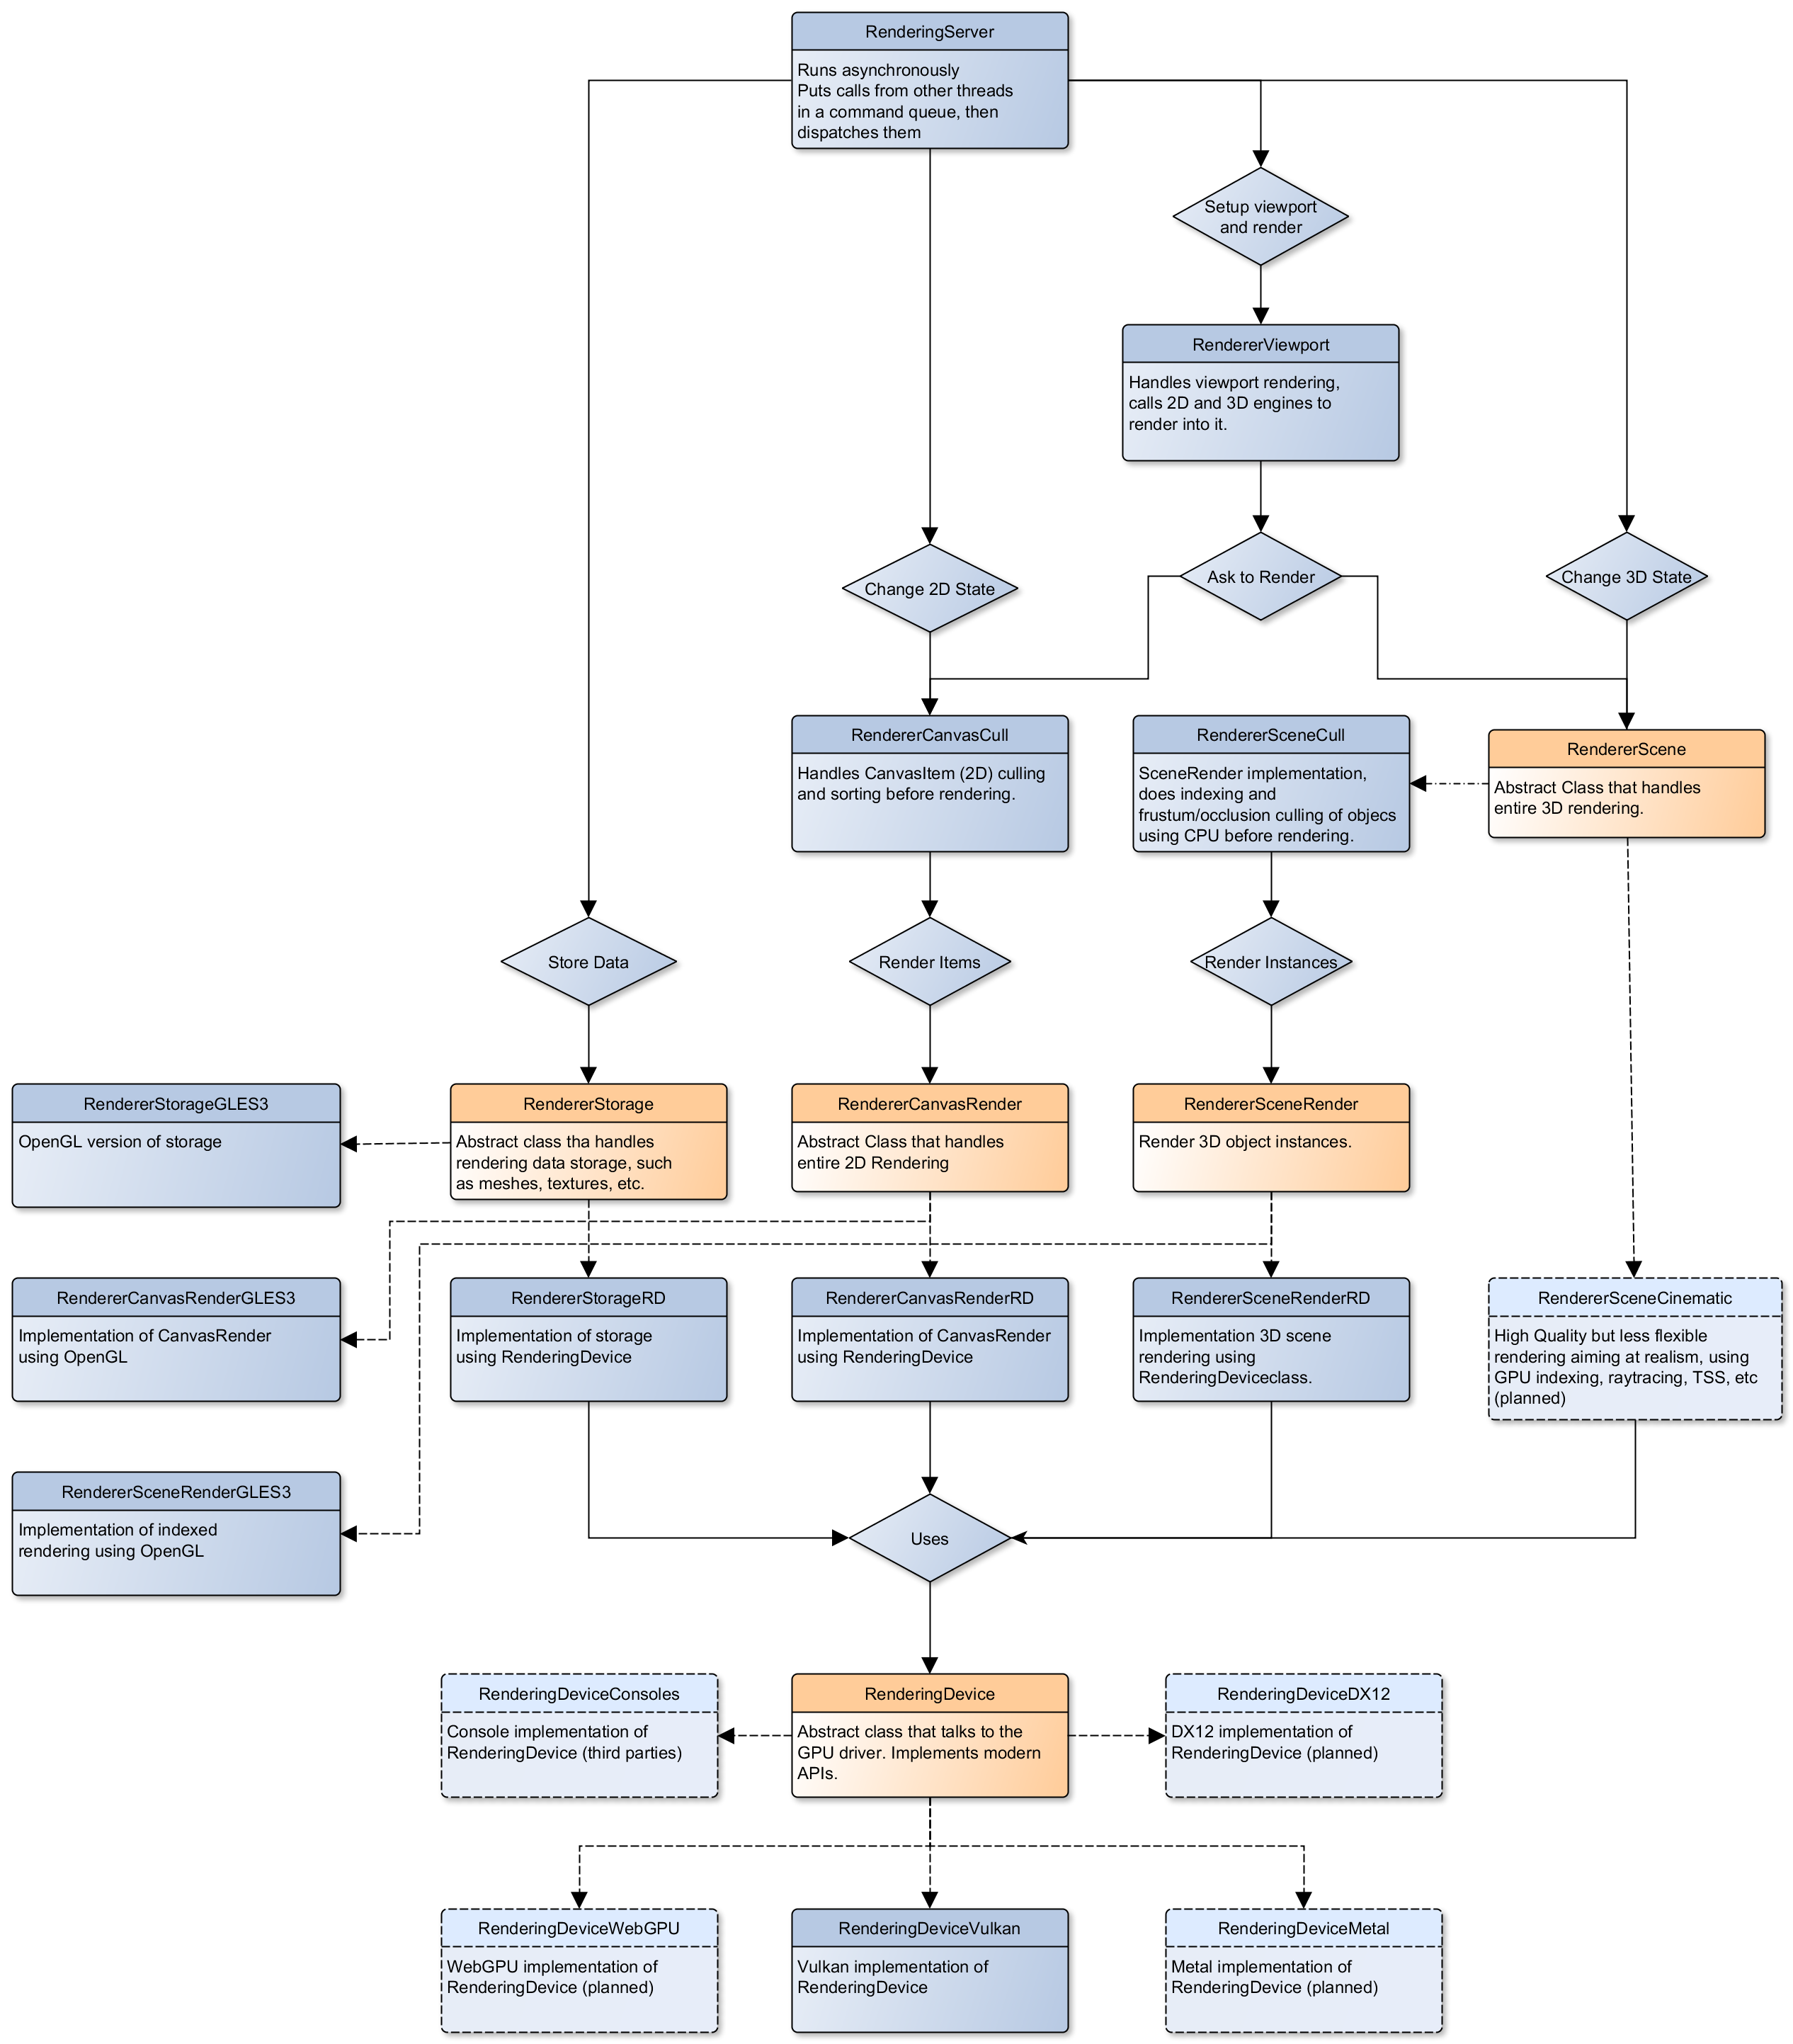 RenderingServer
Runs asynchronously
Puts calls from other threads
in a command queue, then
dispatches them
Setup viewport
and render
RendererViewport
Handles viewport rendering,
calls 2D and 3D engines to
render into it.
Change 2D State
Ask to Render
Change 3D State
RendererCanvasCull
Handles CanvasItem (2D) culling
and sorting before rendering.
RendererSceneCull
SceneRender implementation,
does indexing and
frustum/occlusion culling of objecs
using CPU before rendering.
RendererScene
Abstract Class that handles
entire 3D rendering.
Store Data
Render Items
Render Instances
RendererStorageGLES3
OpenGL version of storage
RendererStorage
Abstract class tha handles
rendering data storage, such
as meshes, textures, etc.
RendererCanvasRender
Abstract Class that handles
entire 2D Rendering
RendererSceneRender
Render 3D object instances.
RendererCanvasRenderGLES3
Implementation of CanvasRender
using OpenGL
RendererStorageRD
Implementation of storage
using RenderingDevice
RendererCanvasRenderRD
Implementation of CanvasRender
using RenderingDevice
RendererSceneRenderRD
Implementation 3D scene
rendering using
RenderingDeviceclass.
RendererSceneCinematic
High Quality but less flexible
rendering aiming at realism, using
GPU indexing, raytracing, TSS, etc
(planned)
RendererSceneRenderGLES3
Implementation of indexed
rendering using OpenGL
Uses
RenderingDeviceConsoles
Console implementation of
RenderingDevice (third parties)
RenderingDevice
Abstract class that talks to the
GPU driver. Implements modern
APIs.
RenderingDeviceDX12
DX12 implementation of
RenderingDevice (planned)
RenderingDeviceWebGPU
WebGPU implementation of
RenderingDevice (planned)
RenderingDeviceVulkan
Vulkan implementation of
RenderingDevice
RenderingDeviceMetal
Metal implementation of
RenderingDevice (planned)